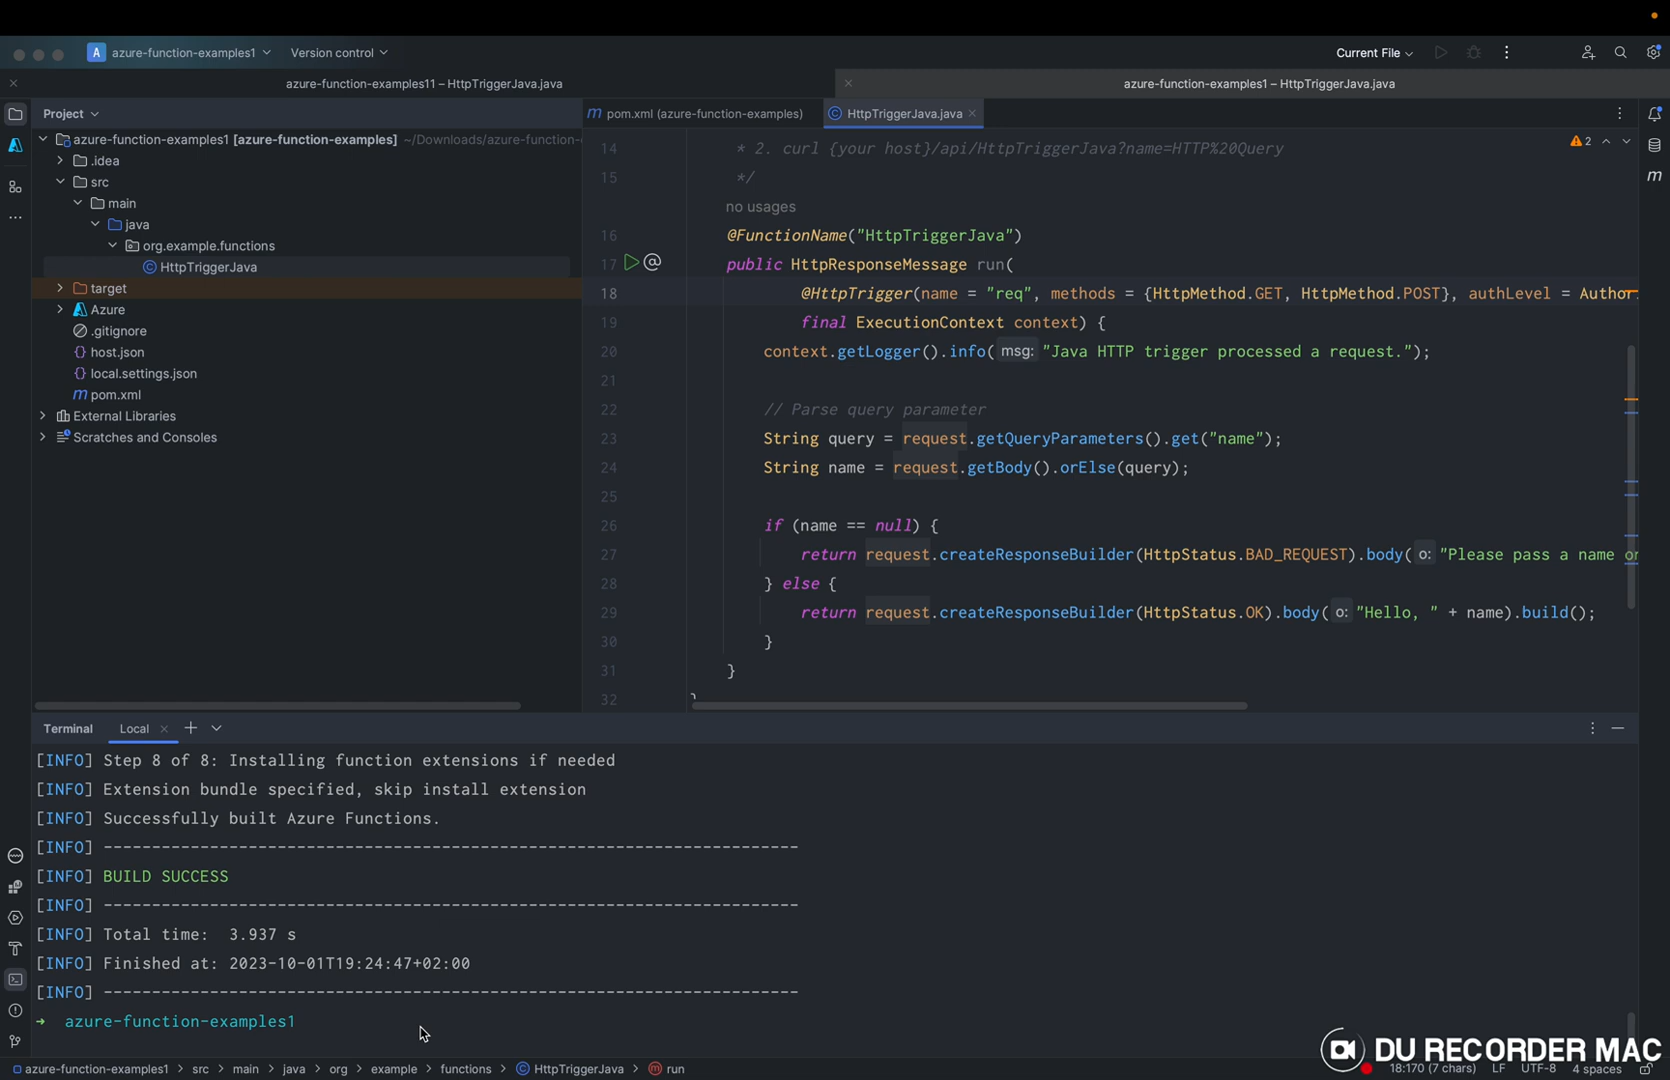 A azure-function-examples1 Version control Current File
azure-function-examples11 – HttpTriggerJava.java azure-function-examples1 – HttpTriggerJava.java
Project m pom.xml (azure-function-examples) HttpTriggerJava.java
azure-function-examples1 [azure-function-examples] ~/Downloads/azure-function-
.idea
src
main
java
org.example.functions
HttpTriggerJava
target
Azure
.gitignore
host.json
local.settings.json
m pom.xml
External Libraries
Scratches and Consoles
2
m
14 * 2. curl {your host}/api/HttpTriggerJava?name=HTTP%20Query
15 */
no usages
16 @FunctionName("HttpTriggerJava")
17 public HttpResponseMessage run(
18 @HttpTrigger(name = "req", methods = {HttpMethod.GET, HttpMethod.POST}, authLevel = Author
19 final ExecutionContext context) {
20 context.getLogger().info( msg: "Java HTTP trigger processed a request.");
21
22 // Parse query parameter
23 String query = request.getQueryParameters().get("name");
24 String name = request.getBody().orElse(query);
25
26 if (name == null) {
27 return request.createResponseBuilder(HttpStatus.BAD_REQUEST).body( o: "Please pass a name on
28 } else {
29 return request.createResponseBuilder(HttpStatus.OK).body( o: "Hello, " + name).build();
30 }
31 }
32 }
Terminal Local
[INFO] Step 8 of 8: Installing function extensions if needed
[INFO] Extension bundle specified, skip install extension
[INFO] Successfully built Azure Functions.
[INFO] ------------------------------------------------------------------------
[INFO] BUILD SUCCESS
[INFO] ------------------------------------------------------------------------
[INFO] Total time:  3.937 s
[INFO] Finished at: 2023-10-01T19:24:47+02:00
[INFO] ------------------------------------------------------------------------
➜ azure-function-examples1
DU RECORDER MAC
azure-function-examples1 > src > main > java > org > example > functions > HttpTriggerJava > m run 18:170 (7 chars) LF UTF-8 4 spaces